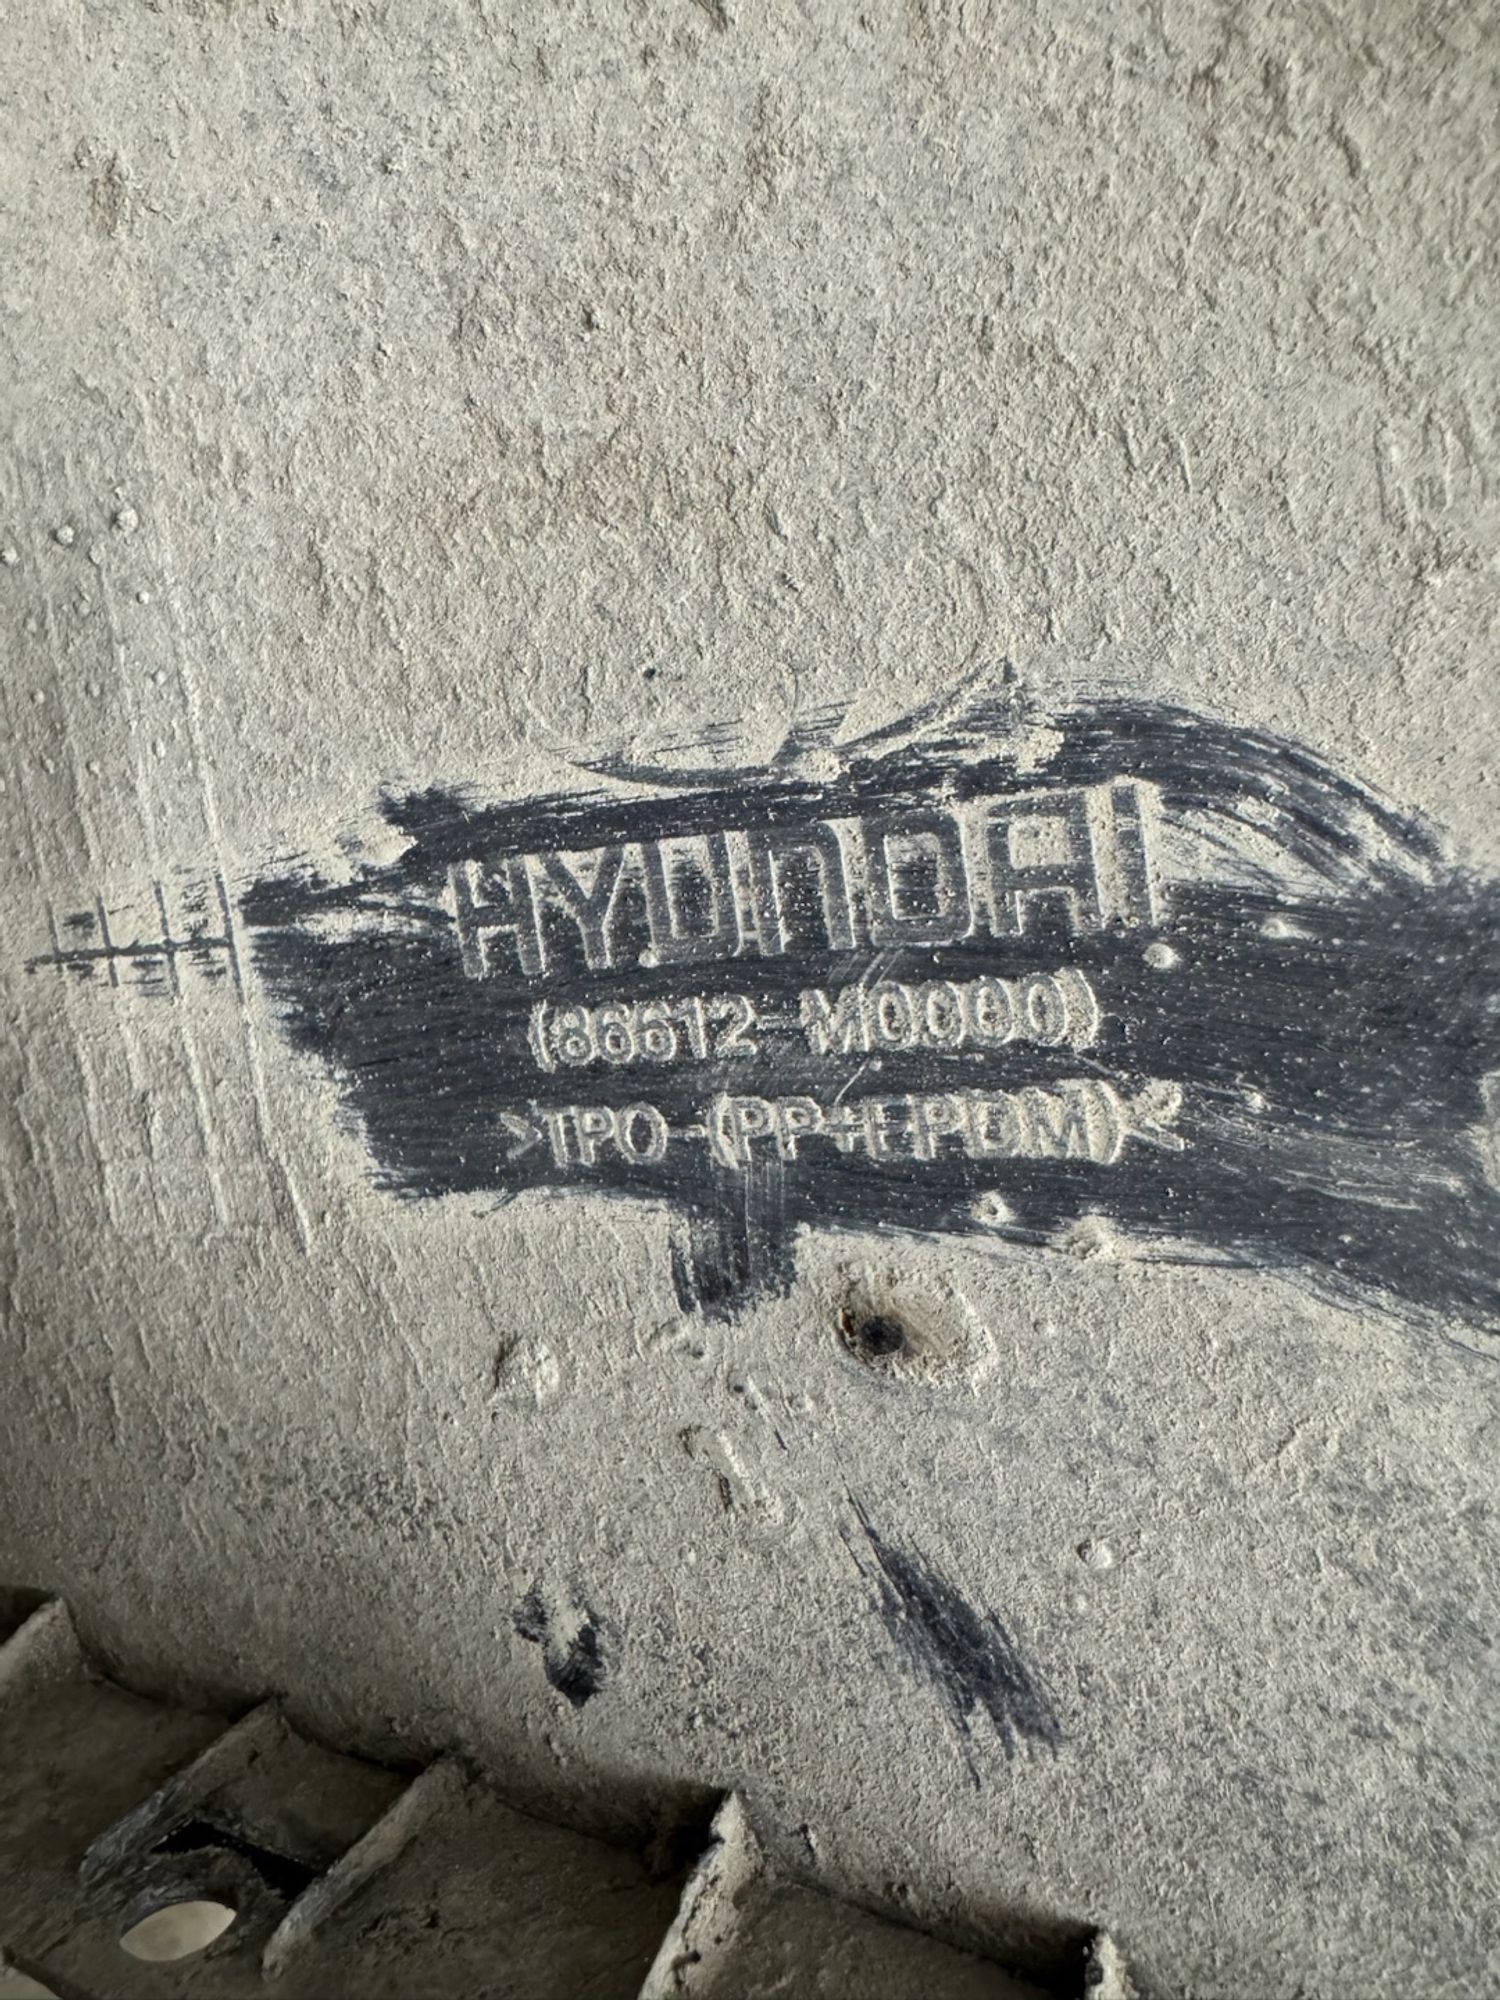 HYUNDAI
(86612-M0000)
>TPO-(PP+EPDM)<